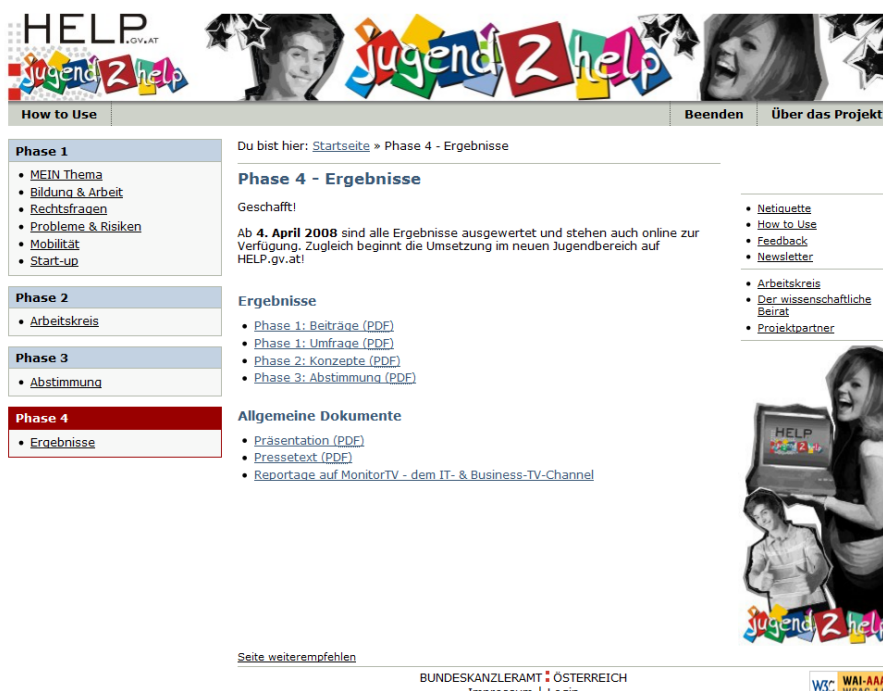 HELP.GV.AT
jugend2help
jugend2help
How to Use
Beenden
Über das Projekt
Phase 1
MEIN Thema
Bildung & Arbeit
Rechtsfragen
Probleme & Risiken
Mobilität
Start-up
Phase 2
Arbeitskreis
Phase 3
Abstimmung
Phase 4
Ergebnisse
Du bist hier: Startseite » Phase 4 - Ergebnisse
Phase 4 - Ergebnisse
Geschafft!
Ab 4. April 2008 sind alle Ergebnisse ausgewertet und stehen auch online zur
Verfügung. Zugleich beginnt die Umsetzung im neuen Jugendbereich auf
HELP.gv.at!
Ergebnisse
Phase 1: Beiträge (PDF)
Phase 1: Umfrage (PDF)
Phase 2: Konzepte (PDF)
Phase 3: Abstimmung (PDF)
Allgemeine Dokumente
Präsentation (PDF)
Pressetext (PDF)
Reportage auf MonitorTV - dem IT- & Business-TV-Channel
Netiquette
How to Use
Feedback
Newsletter
Arbeitskreis
Der wissenschaftliche
Beirat
Projektpartner
HELP
jugend2help
Seite weiterempfehlen
BUNDESKANZLERAMT ÖSTERREICH
Impressum | Login
W3C WAI-AAA